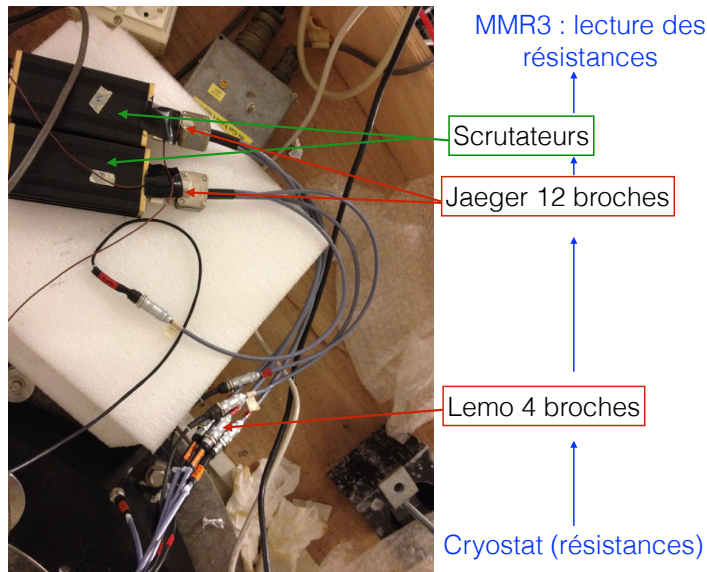 MMR3 : lecture des
résistances
Scrutateurs
Jaeger 12 broches
Lemo 4 broches
Cryostat (résistances)